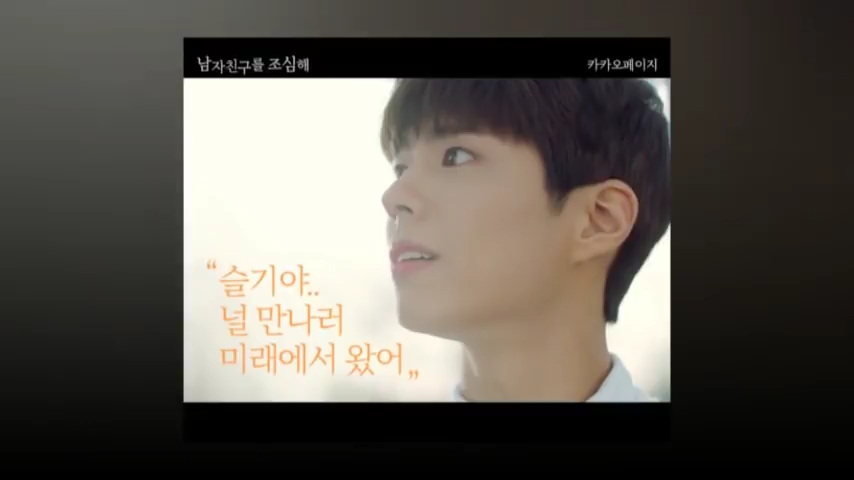 남자친구를 조심해
카카오페이지
“슬기야..
널 만나러
미래에서 왔어„